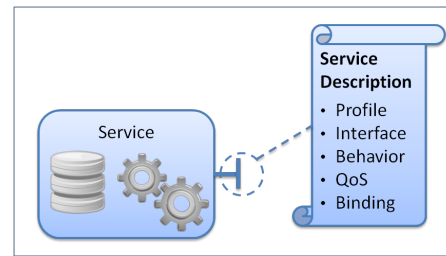 Service
Description
• Profile
• Interface
• Behavior
• QoS
• Binding
Service